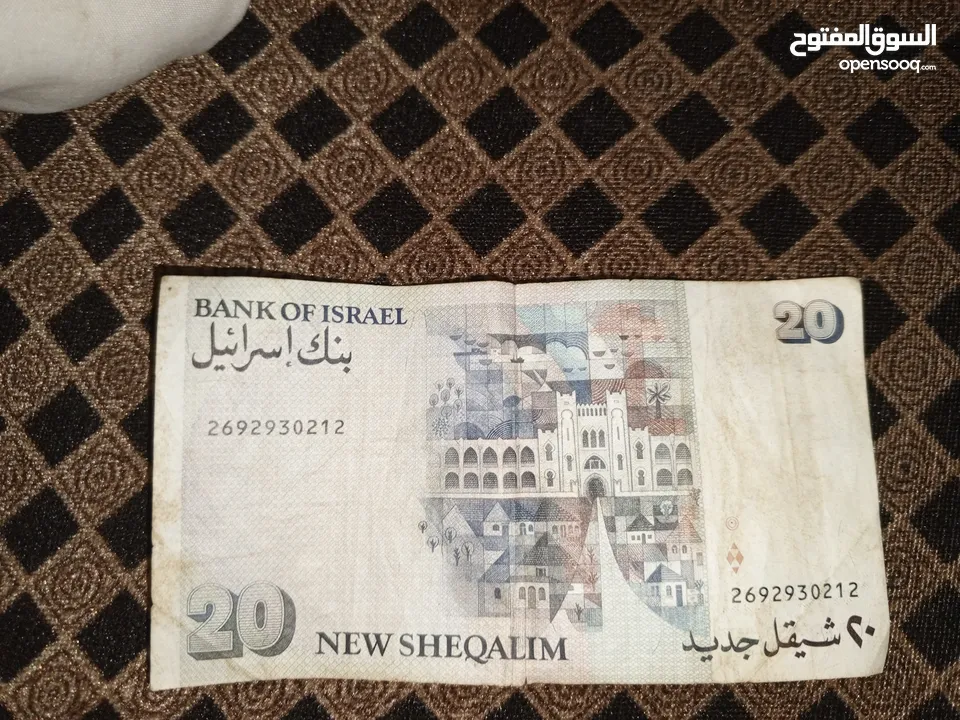 السوق المفتوح
opensooq.com
BANK OF ISRAEL
20
بنك إسرائيل
2692930212
2692930212
20
NEW SHEQALIM
٢٠ شيقل جديد